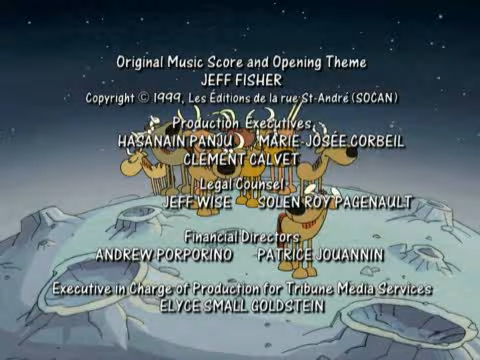 Original Music Score and Opening Theme
JEFF FISHER
Copyright © 1999, Les Éditions de la rue St-André (SOCAN)
Production Executives
HASANAIN PANJU MARIE-JOSÉE CORBEIL
CLÉMENT CALVET
Legal Counsel
JEFF WISE SOLEN ROY PAGENAULT
Financial Directors
ANDREW PORPORINO PATRICE JOUANNIN
Executive in Charge of Production for Tribune Media Services
ELYCE SMALL GOLDSTEIN